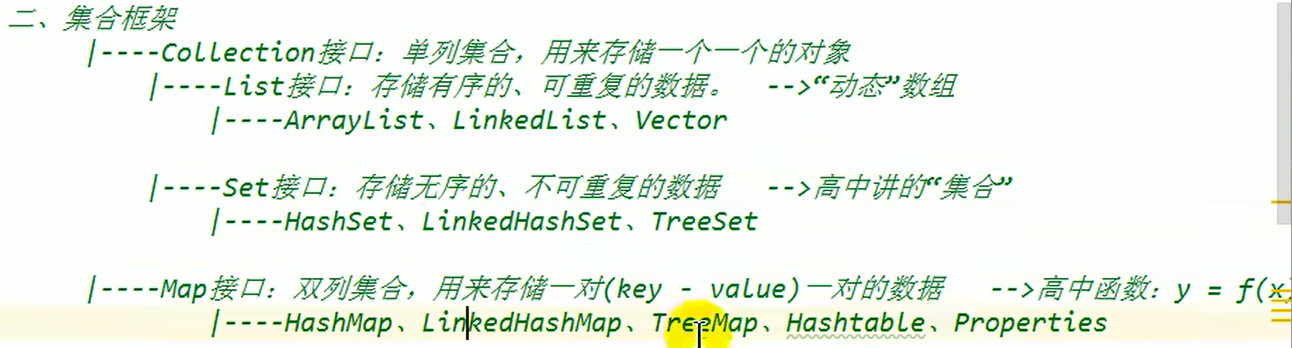 二、集合框架
|----Collection接口：单列集合，用来存储一个一个的对象
|----List接口：存储有序的、可重复的数据。 -->“动态”数组
|----ArrayList、LinkedList、Vector
|----Set接口：存储无序的、不可重复的数据 -->高中讲的“集合”
|----HashSet、LinkedHashSet、TreeSet
|----Map接口：双列集合，用来存储一对(key - value)一对的数据 -->高中函数：y = f(x)
|----HashMap、LinkedHashMap、TreeMap、Hashtable、Properties